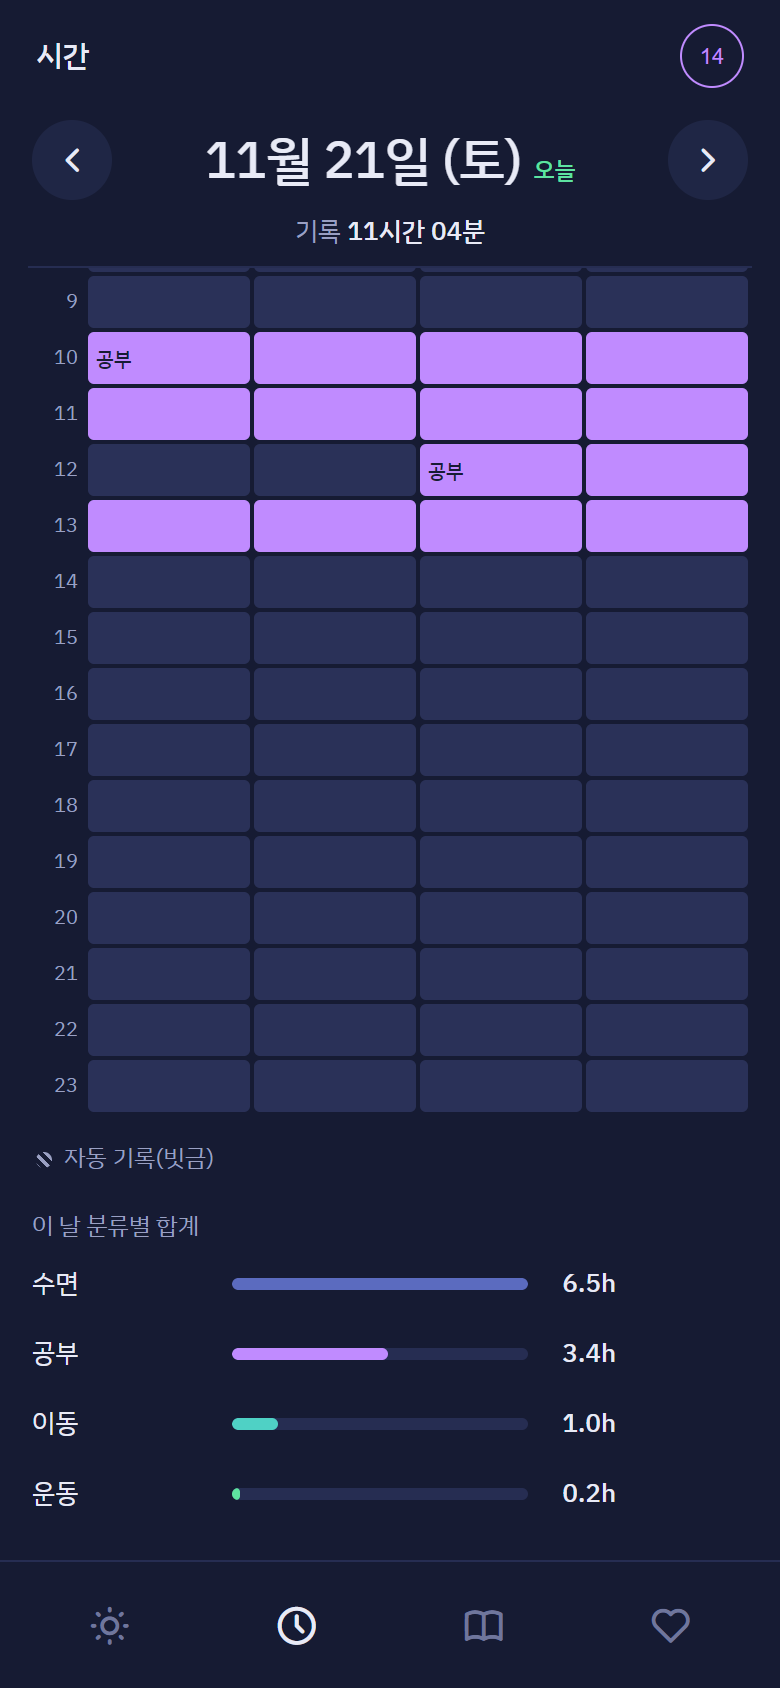 시간
14
11월 21일 (토) 오늘
기록 11시간 04분
9
10 공부
11
12 공부
13
14
15
16
17
18
19
20
21
22
23
자동 기록(빗금)
이 날 분류별 합계
수면 6.5h
공부 3.4h
이동 1.0h
운동 0.2h